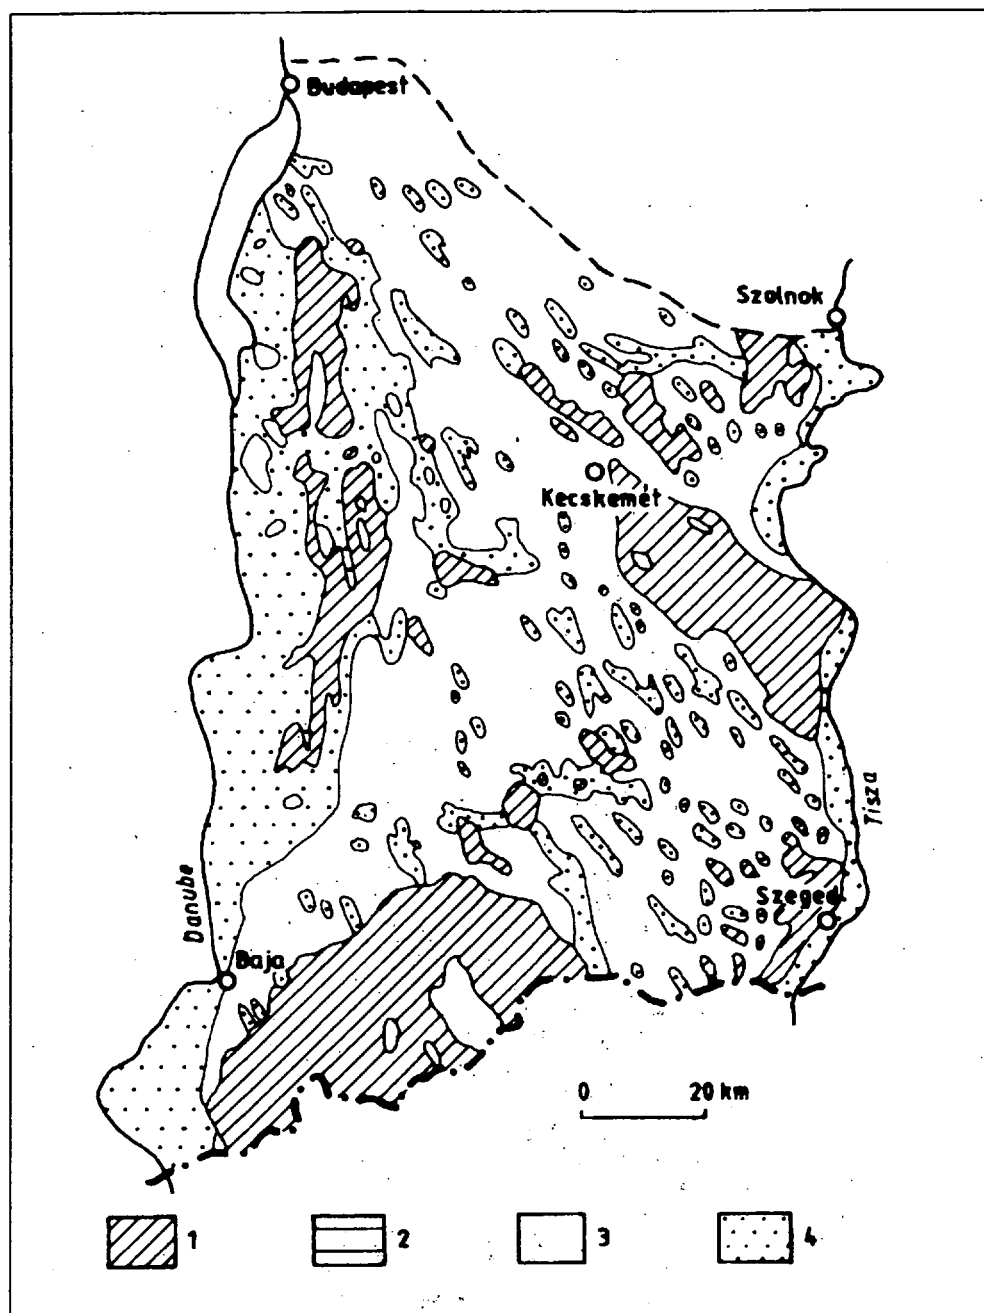 Budapest
Szolnok
Kecskemét
Tisza
Danube
Szeged
Baja
0 20 km
1 2 3 4